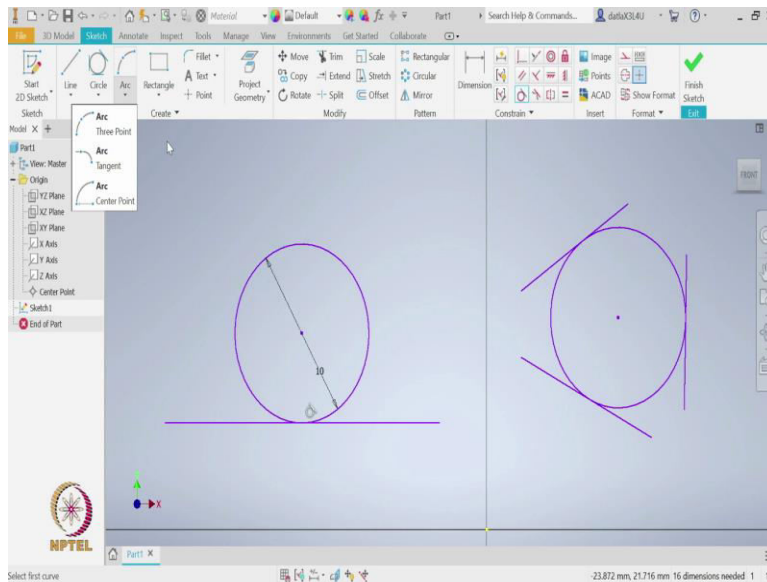 Material
Default
Part1
Search Help & Commands...
datlaX3L4U
File 3D Model Sketch Annotate Inspect Tools Manage View Environments Get Started Collaborate
Start
2D Sketch
Line
Circle
Arc
Rectangle
Fillet
A Text
+ Point
Project
Geometry
Move Trim Scale
Copy Extend Stretch
Rotate Split Offset
Rectangular
Circular
Mirror
Dimension
Image
Points
ACAD
Show Format
Finish
Sketch
Sketch Create Modify Pattern Constrain Insert Format Exit
Arc
Three Point
Arc
Tangent
Arc
Center Point
Model X +
Part1
View: Master
Origin
YZ Plane
XZ Plane
XY Plane
X Axis
Y Axis
Z Axis
Center Point
Sketch1
End of Part
FRONT
10
X
NPTEL
Part1 X
Select first curve
-23.872 mm, 21.716 mm 16 dimensions needed 1